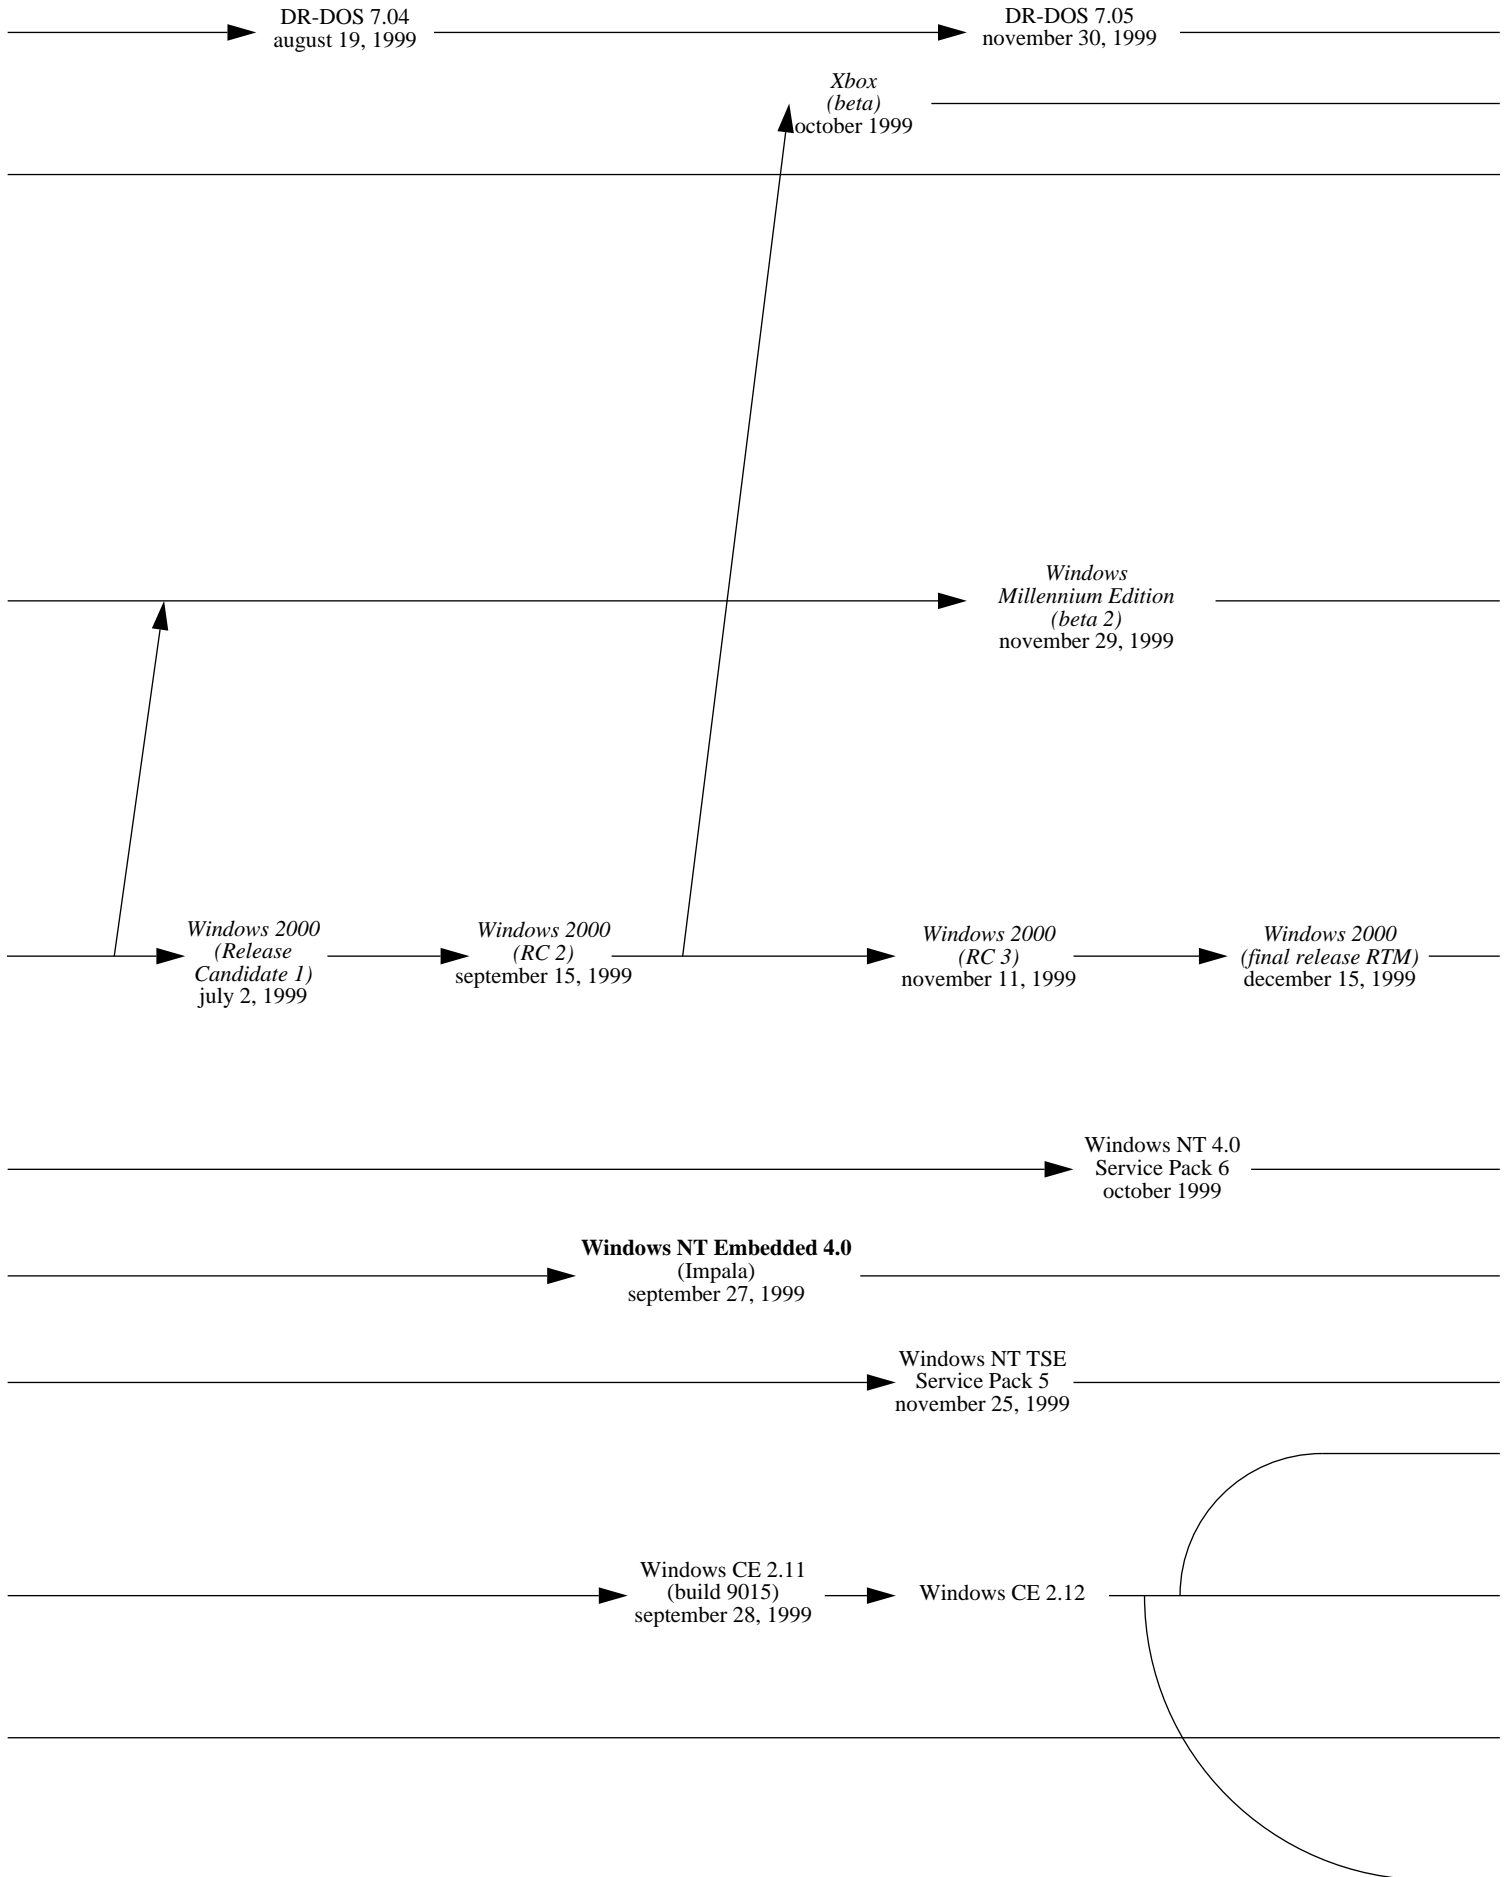 DR-DOS 7.04
august 19, 1999
DR-DOS 7.05
november 30, 1999
Xbox
(beta)
october 1999
Windows
Millennium Edition
(beta 2)
november 29, 1999
Windows 2000
(Release
Candidate 1)
july 2, 1999
Windows 2000
(RC 2)
september 15, 1999
Windows 2000
(RC 3)
november 11, 1999
Windows 2000
(final release RTM)
december 15, 1999
Windows NT 4.0
Service Pack 6
october 1999
Windows NT Embedded 4.0
(Impala)
september 27, 1999
Windows NT TSE
Service Pack 5
november 25, 1999
Windows CE 2.11
(build 9015)
september 28, 1999
Windows CE 2.12